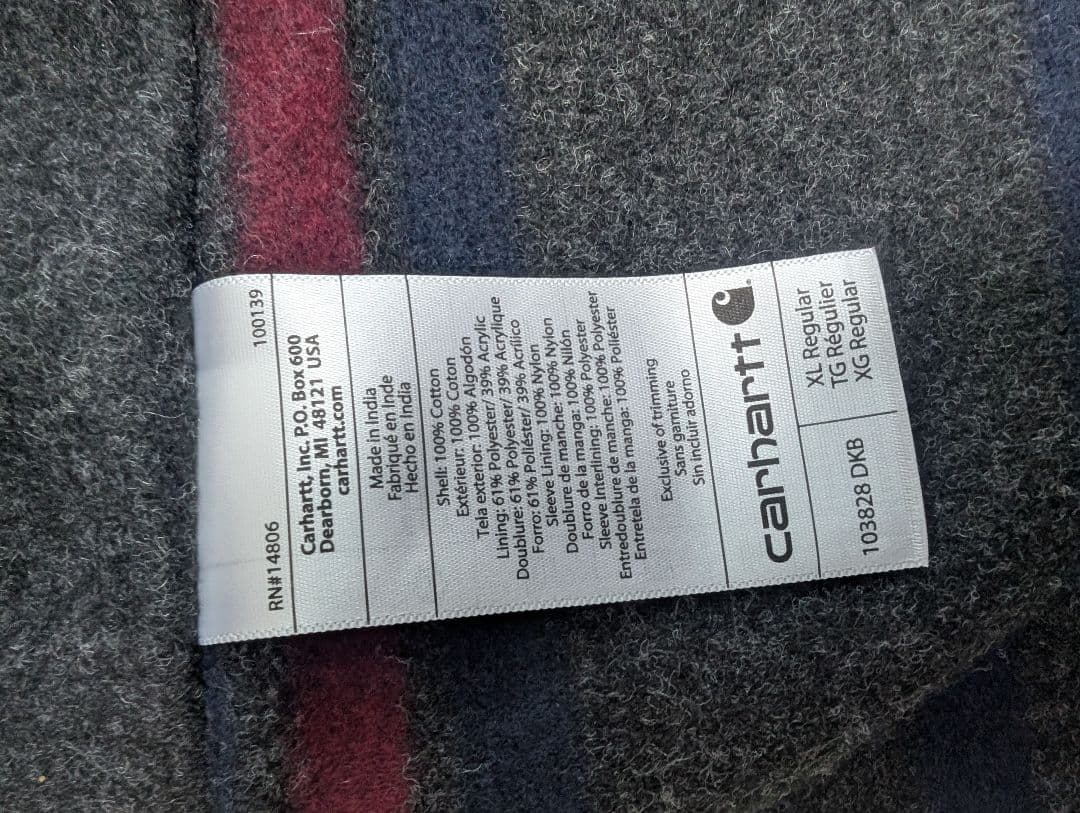 RN#14806 100139
Carhartt, Inc. P.O. Box 600
Dearborn, MI 48121 USA
carhartt.com
Made in India
Fabriqué en Inde
Hecho en India
Shell: 100% Cotton
Extérieur: 100% Coton
Tela exterior: 100% Algodón
Lining: 61% Polyester/ 39% Acrylic
Doublure: 61% Polyester/ 39% Acrylique
Forro: 61% Poliéster/ 39% Acrílico
Sleeve Lining: 100% Nylon
Doublure de manche: 100% Nylon
Forro de la manga: 100% Nilón
Sleeve Interlining: 100% Polyester
Entredoublure de manche: 100% Polyester
Entretela de la manga: 100% Poliéster
Exclusive of trimming
Sans garniture
Sin incluir adorno
carhartt
103828 DKB
XL Regular
TG Régulier
XG Regular